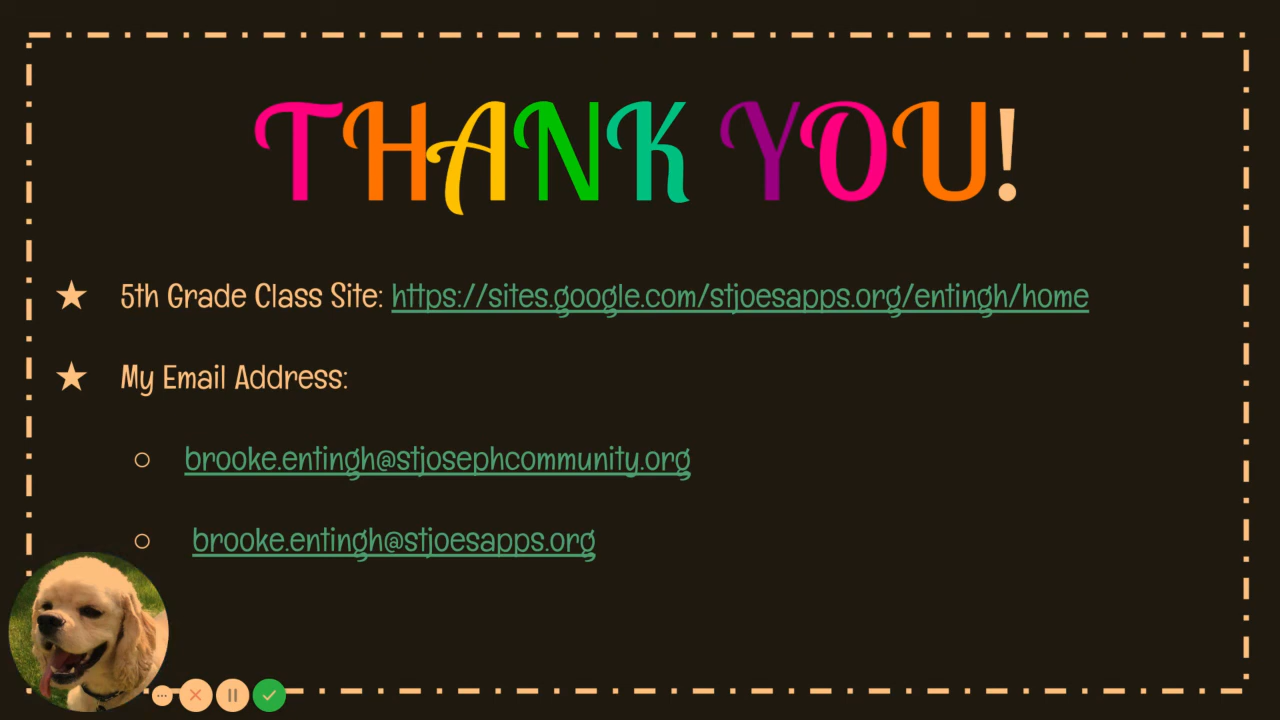 THANK YOU!
★ 5th Grade Class Site: https://sites.google.com/stjoesapps.org/entingh/home
★ My Email Address:
○ brooke.entingh@stjosephcommunity.org
○ brooke.entingh@stjoesapps.org